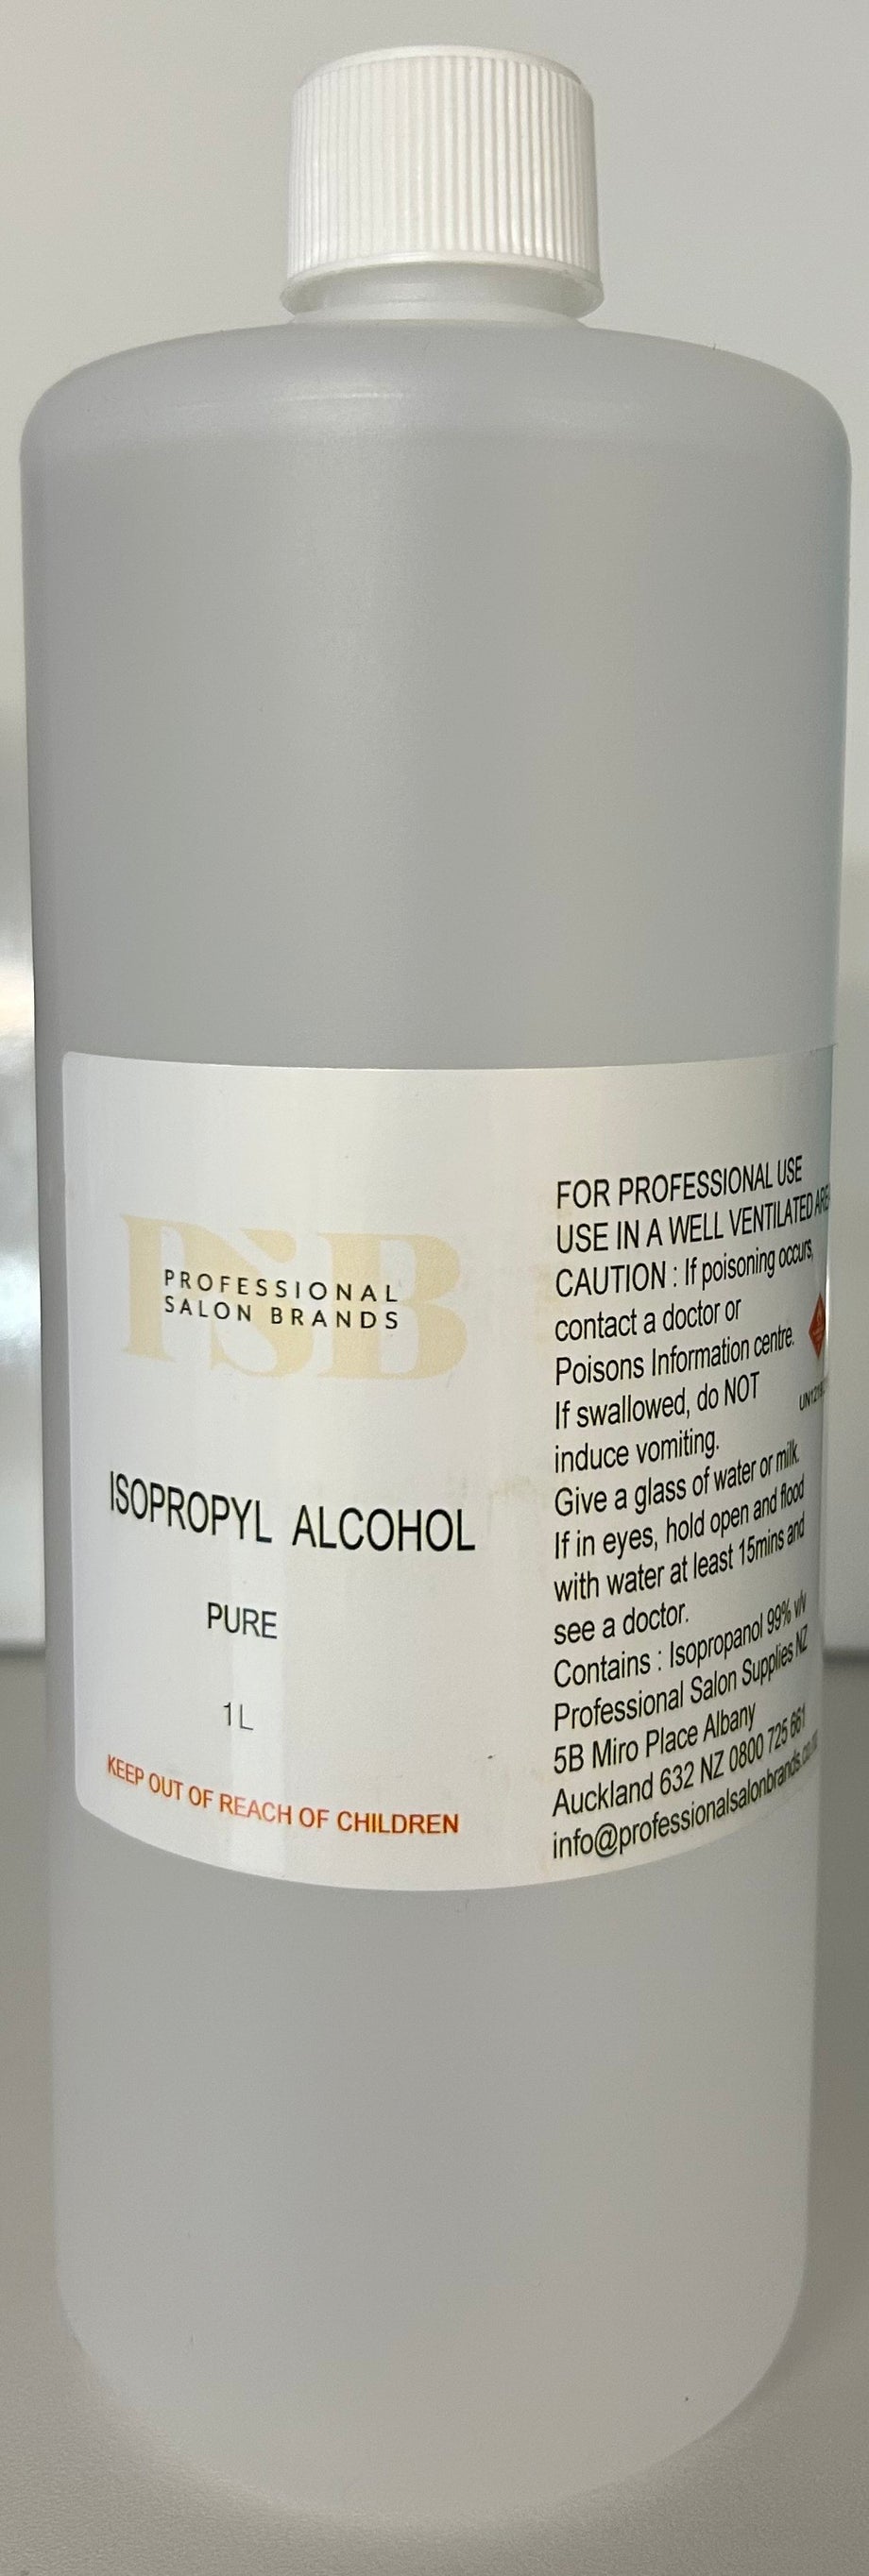 PSB
PROFESSIONAL
SALON BRANDS
ISOPROPYL ALCOHOL
PURE
1L
KEEP OUT OF REACH OF CHILDREN
FOR PROFESSIONAL USE
USE IN A WELL VENTILATED AREA
CAUTION : If poisoning occurs,
contact a doctor or
Poisons Information centre.
If swallowed, do NOT
induce vomiting.
Give a glass of water or milk.
If in eyes, hold open and flood
with water at least 15mins and
see a doctor.
Contains : Isopropanol 99% v/v
Professional Salon Supplies NZ
5B Miro Place Albany
Auckland 632 NZ 0800 725 661
info@professionalsalonbrands.co.nz